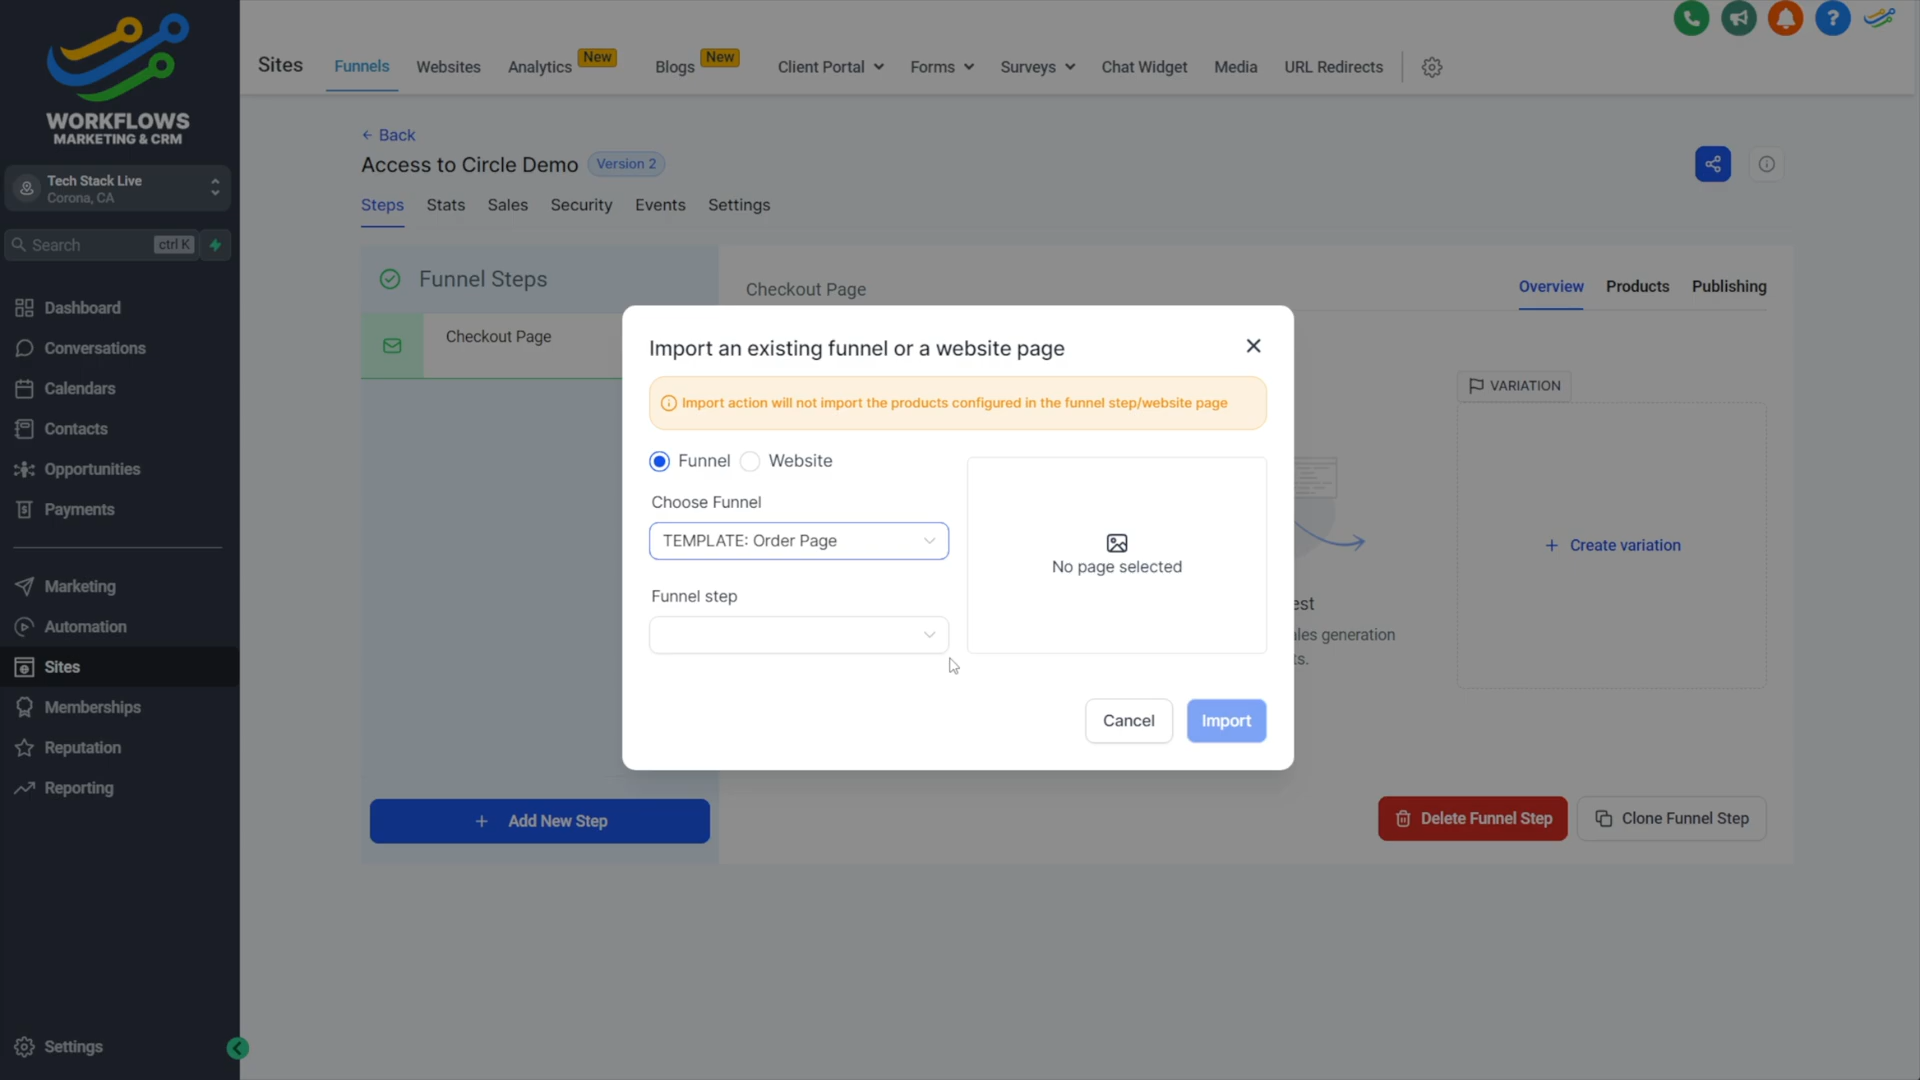 WORKFLOWS
MARKETING & CRM
Tech Stack Live
Corona, CA
Search
ctrl K
Dashboard
Conversations
Calendars
Contacts
Opportunities
Payments
Marketing
Automation
Sites
Memberships
Reputation
Reporting
Settings
Sites
Funnels
Websites
Analytics
New
Blogs
New
Client Portal
Forms
Surveys
Chat Widget
Media
URL Redirects
← Back
Access to Circle Demo
Version 2
Steps
Stats
Sales
Security
Events
Settings
Funnel Steps
Checkout Page
+ Add New Step
Checkout Page
Overview
Products
Publishing
VARIATION
+ Create variation
est
ales generation
ts.
Delete Funnel Step
Clone Funnel Step
Import an existing funnel or a website page
Import action will not import the products configured in the funnel step/website page
Funnel
Website
Choose Funnel
TEMPLATE: Order Page
Funnel step
No page selected
Cancel
Import